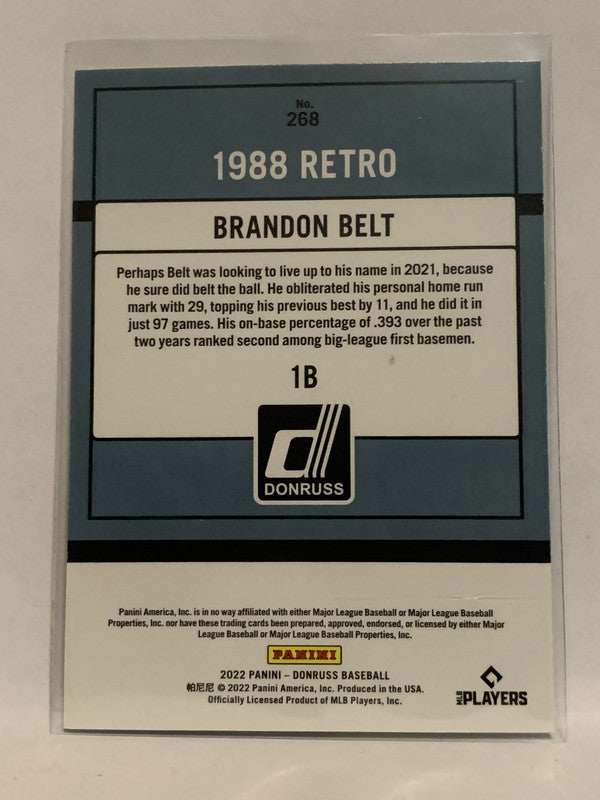 No.
268
1988 RETRO
BRANDON BELT
Perhaps Belt was looking to live up to his name in 2021, because
he sure did belt the ball. He obliterated his personal home run
mark with 29, topping his previous best by 11, and he did it in
just 97 games. His on-base percentage of .393 over the past
two years ranked second among big-league first basemen.
1B
d
DONRUSS
Panini America, Inc. is in no way affiliated with either Major League Baseball or Major League Baseball
Properties, Inc. nor have these trading cards been prepared, approved, endorsed, or licensed by either Major
League Baseball or Major League Baseball Properties, Inc.
PANINI
2022 PANINI – DONRUSS BASEBALL
帕尼尼 © 2022 Panini America, Inc. Produced in the USA.
Officially Licensed Product of MLB Players, Inc.
MLB PLAYERS